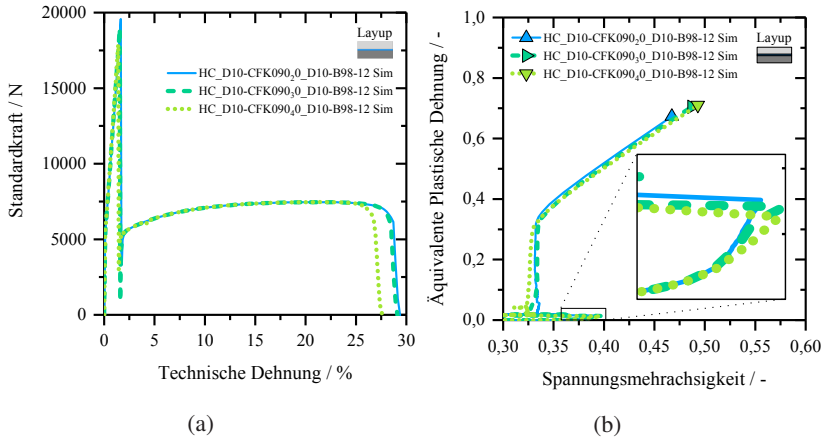 Standardkraft / N
20000
17500
15000
12500
10000
7500
5000
2500
0
Layup
HC_D10-CFK090₂0_D10-B98-12 Sim
HC_D10-CFK090₃0_D10-B98-12 Sim
HC_D10-CFK090₄0_D10-B98-12 Sim
0 5 10 15 20 25 30
Technische Dehnung / %
(a)
Äquivalente Plastische Dehnung / -
1,0
0,8
0,6
0,4
0,2
0,0
Layup
HC_D10-CFK090₂0_D10-B98-12 Sim
HC_D10-CFK090₃0_D10-B98-12 Sim
HC_D10-CFK090₄0_D10-B98-12 Sim
0,30 0,35 0,40 0,45 0,50 0,55 0,60
Spannungsmehrachsigkeit / -
(b)